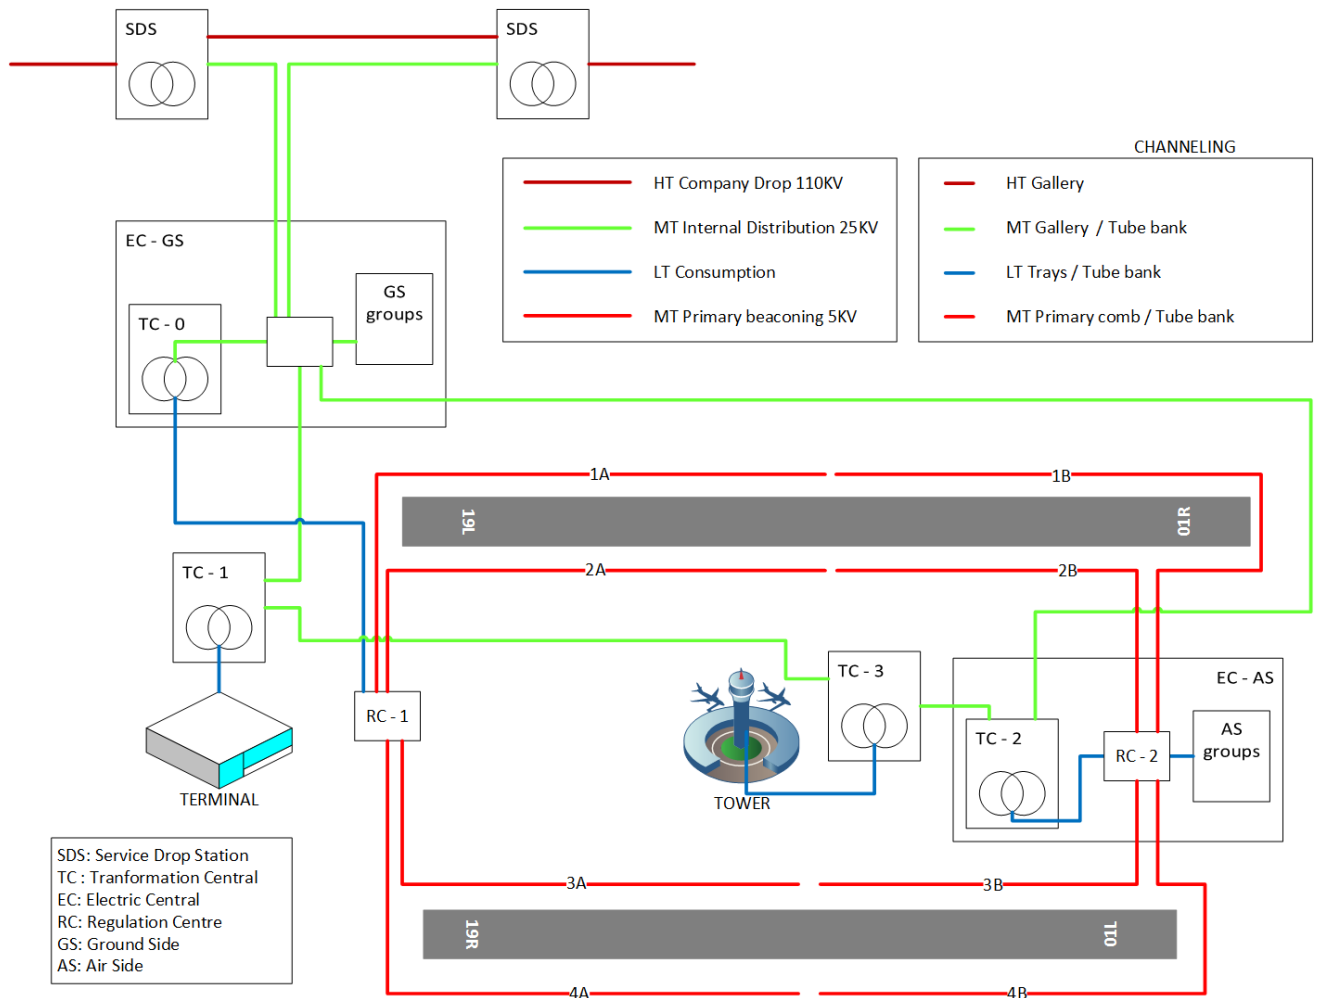 SDS
SDS
CHANNELING
HT Company Drop 110KV
MT Internal Distribution 25KV
LT Consumption
MT Primary beaconing 5KV
HT Gallery
MT Gallery / Tube bank
LT Trays / Tube bank
MT Primary comb / Tube bank
EC - GS
TC - 0
GS
groups
1A
1B
19L
01R
2A
2B
TC - 1
TC - 3
EC - AS
RC - 1
TC - 2
RC - 2
AS
groups
TERMINAL
TOWER
3A
3B
19R
01L
4A
4B
SDS: Service Drop Station
TC : Tranformation Central
EC: Electric Central
RC: Regulation Centre
GS: Ground Side
AS: Air Side